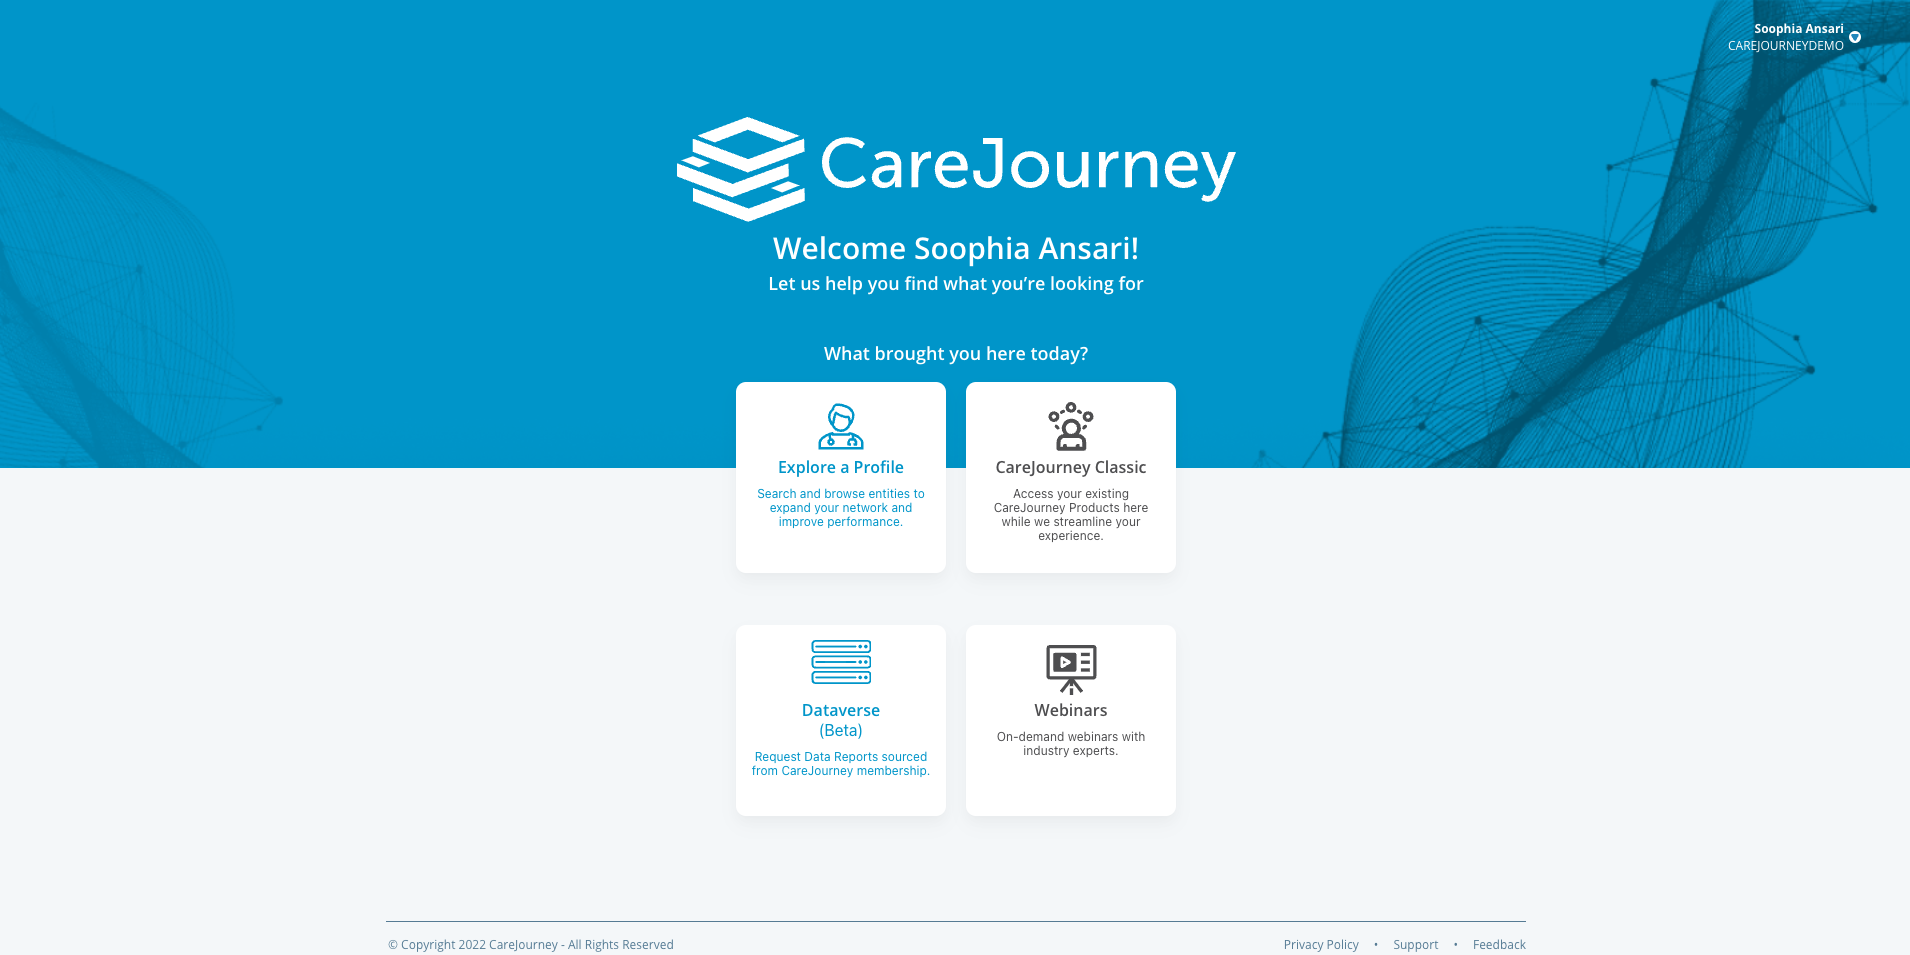 Soophia Ansari
CAREJOURNEYDEMO
CareJourney
Welcome Soophia Ansari!
Let us help you find what you’re looking for
What brought you here today?
Explore a Profile
Search and browse entities to
expand your network and
improve performance.
CareJourney Classic
Access your existing
CareJourney Products here
while we streamline your
experience.
Dataverse
(Beta)
Request Data Reports sourced
from CareJourney membership.
Webinars
On-demand webinars with
industry experts.
© Copyright 2022 CareJourney - All Rights Reserved
Privacy Policy • Support • Feedback